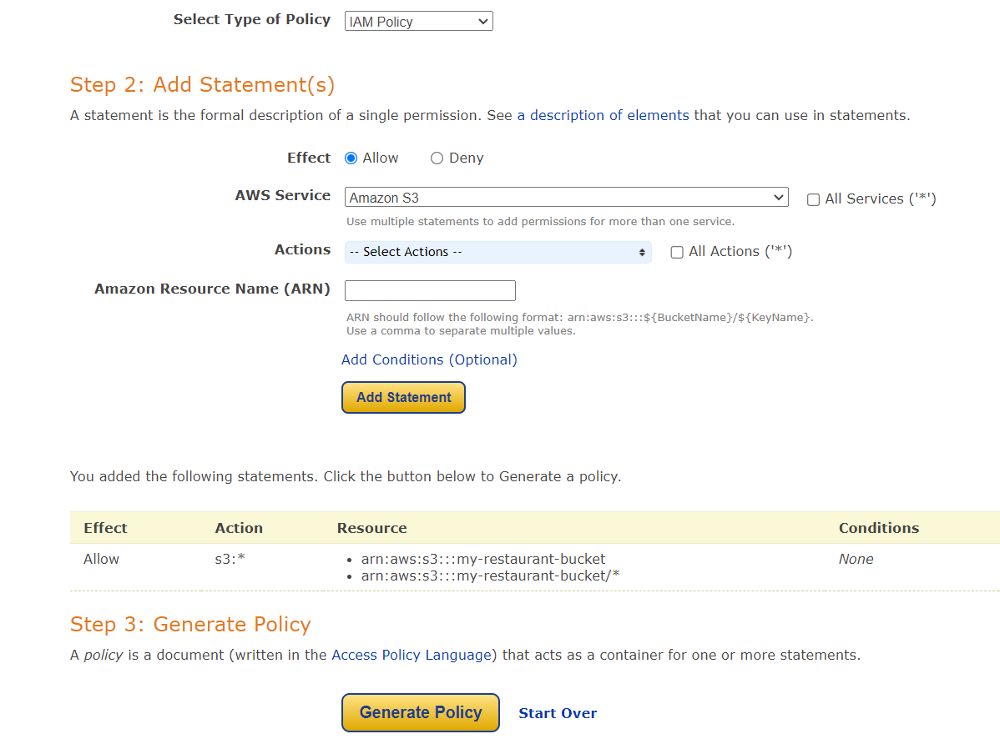 Select Type of Policy IAM Policy
Step 2: Add Statement(s)
A statement is the formal description of a single permission. See a description of elements that you can use in statements.
Effect Allow Deny
AWS Service Amazon S3 All Services ('*')
Use multiple statements to add permissions for more than one service.
Actions -- Select Actions -- All Actions ('*')
Amazon Resource Name (ARN)
ARN should follow the following format: arn:aws:s3:::${BucketName}/${KeyName}.
Use a comma to separate multiple values.
Add Conditions (Optional)
Add Statement
You added the following statements. Click the button below to Generate a policy.
Effect Action Resource Conditions
Allow s3:* • arn:aws:s3:::my-restaurant-bucket None
• arn:aws:s3:::my-restaurant-bucket/*
Step 3: Generate Policy
A policy is a document (written in the Access Policy Language) that acts as a container for one or more statements.
Generate Policy Start Over